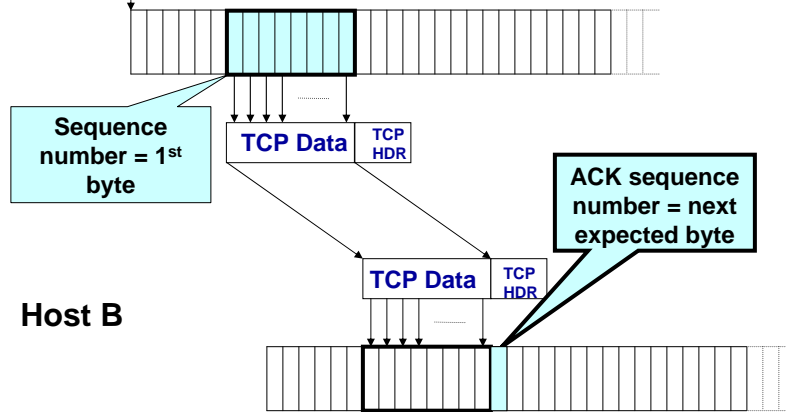 Sequence
number = 1st
byte
TCP Data
TCP
HDR
ACK sequence
number = next
expected byte
TCP Data
TCP
HDR
Host B